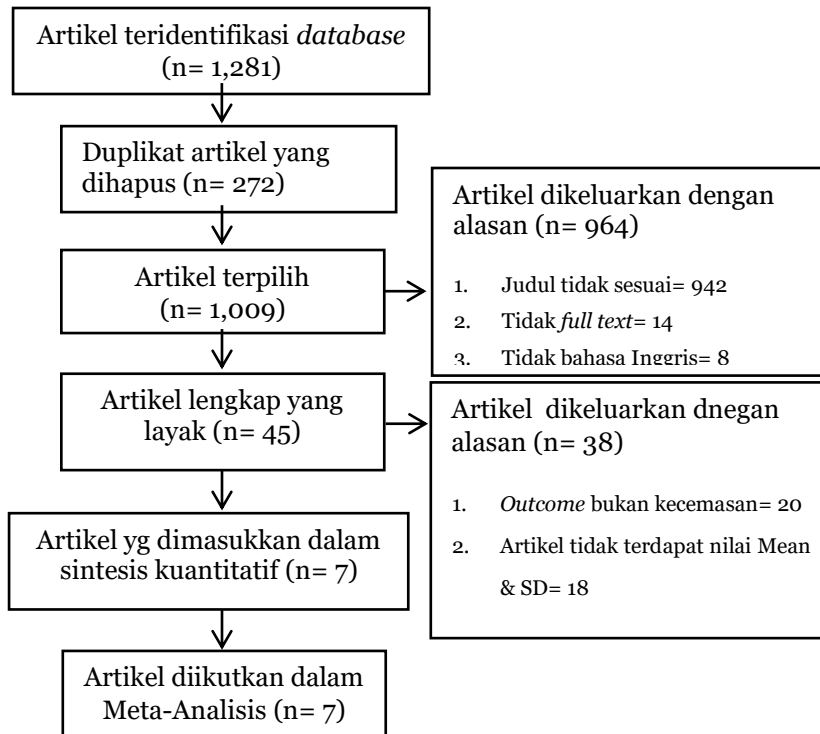 Artikel teridentifikasi database
(n= 1,281)
Duplikat artikel yang
dihapus (n= 272)
Artikel terpilih
(n= 1,009)
Artikel dikeluarkan dengan
alasan (n= 964)
1. Judul tidak sesuai= 942
2. Tidak full text= 14
3. Tidak bahasa Inggris= 8
Artikel lengkap yang
layak (n= 45)
Artikel dikeluarkan dnegan
alasan (n= 38)
1. Outcome bukan kecemasan= 20
2. Artikel tidak terdapat nilai Mean
& SD= 18
Artikel yg dimasukkan dalam
sintesis kuantitatif (n= 7)
Artikel diikutkan dalam
Meta-Analisis (n= 7)